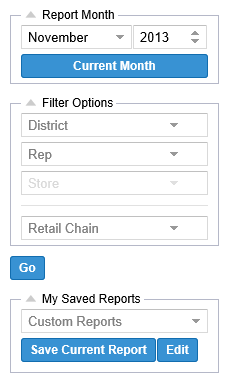 Report Month
November 2013
Current Month
Filter Options
District
Rep
Store
Retail Chain
Go
My Saved Reports
Custom Reports
Save Current Report Edit